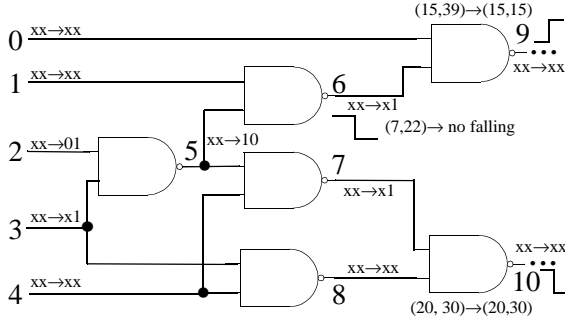 (15,39)→(15,15)
0 xx→xx
9
xx→xx
1 xx→xx
6
xx→x1
(7,22)→ no falling
2 xx→01
5
xx→10
7
xx→x1
3 xx→x1
4 xx→xx
xx→xx
8
xx→xx
10
(20, 30)→(20,30)